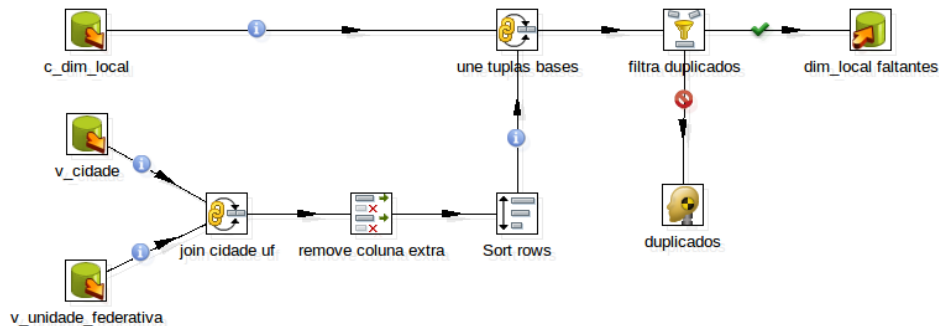 c_dim_local
une tuplas bases
filtra duplicados
dim_local faltantes
v_cidade
join cidade uf
remove coluna extra
Sort rows
duplicados
v_unidade_federativa